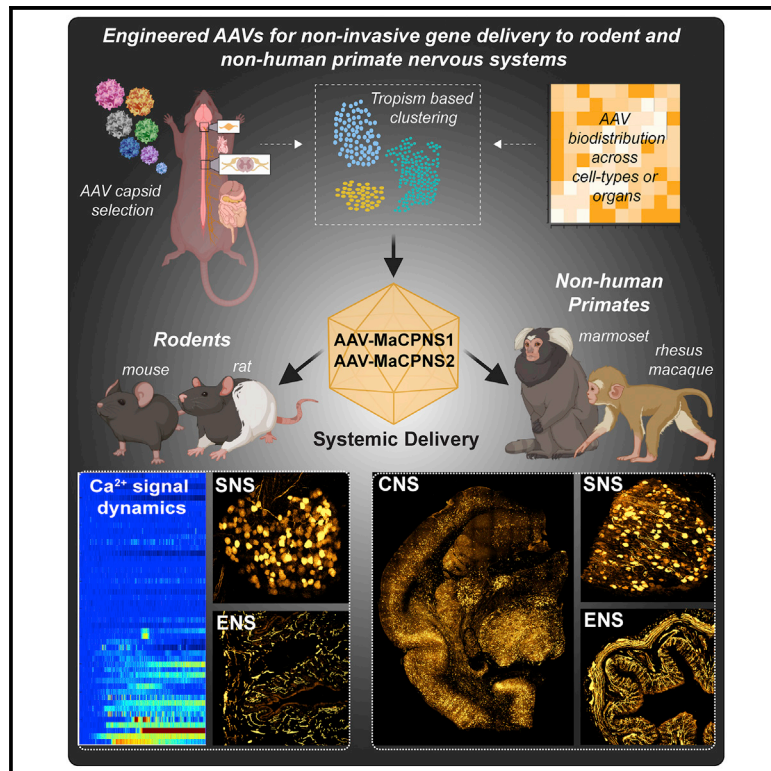 Engineered AAVs for non-invasive gene delivery to rodent and
non-human primate nervous systems
AAV capsid
selection
Tropism based
clustering
AAV
biodistribution
across
cell-types or
organs
Rodents
mouse
rat
AAV-MaCPNS1
AAV-MaCPNS2
Systemic Delivery
Non-human
Primates
marmoset
rhesus
macaque
Ca²⁺ signal
dynamics
SNS
ENS
CNS
SNS
ENS